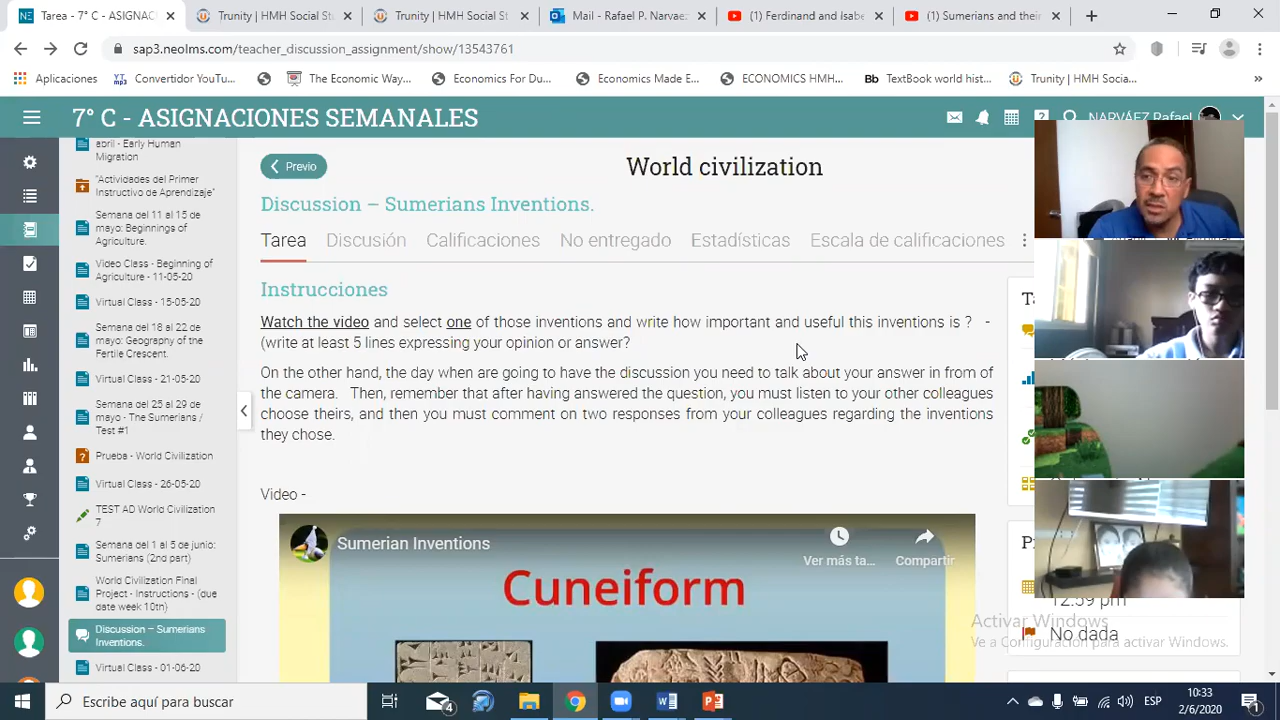 Tarea - 7° C - ASIGNAC
Trunity | HMH Social St
Trunity | HMH Social St
Mail - Rafael P. Narvaez
(1) Ferdinand and isabe
(1) Sumerians and their
sap3.neolms.com/teacher_discussion_assignment/show/13543761
Aplicaciones
Convertidor YouTu...
The Economic Way...
Economics For Du...
Economics Made E...
ECONOMICS HMH...
Bb TextBook world hist...
Trunity | HMH Socia...
»
7° C - ASIGNACIONES SEMANALES
NARVÁEZ Rafael
abril - Early Human
Migration
"Actividades del Primer
Instructivo de Aprendizaje"
Semana del 11 al 15 de
mayo: Beginnings of
Agriculture.
Video Class - Beginning of
Agriculture - 11-05-20
Virtual Class - 15-05-20
Semana del 18 al 22 de
mayo: Geography of the
Fertile Crescent.
Virtual Class - 21-05-20
Semana del 25 al 29 de
mayo - The Sumerians /
Test #1
Prueba - World Civilization
Virtual Class - 26-05-20
TEST AD World Civilization
7
Semana del 1 al 5 de junio:
Sumerians (2nd part)
World Civilization Final
Project - Instructions - (due
date week 10th)
Discussion – Sumerians
Inventions.
Virtual Class - 01-06-20
Previo
World civilization
Discussion – Sumerians Inventions.
Tarea Discusión Calificaciones No entregado Estadísticas Escala de calificaciones
Instrucciones
Watch the video and select one of those inventions and write how important and useful this inventions is ? -
(write at least 5 lines expressing your opinion or answer?
On the other hand, the day when are going to have the discussion you need to talk about your answer in from of
the camera. Then, remember that after having answered the question, you must listen to your other colleagues
choose theirs, and then you must comment on two responses from your colleagues regarding the inventions
they chose.
Video -
Sumerian Inventions
Ver más ta...
Compartir
Cuneiform
12:59 pm
No dada
Activar Windows
Ve a Configuración para activar Windows.
Escribe aquí para buscar
4
ESP
10:33
2/6/2020
1